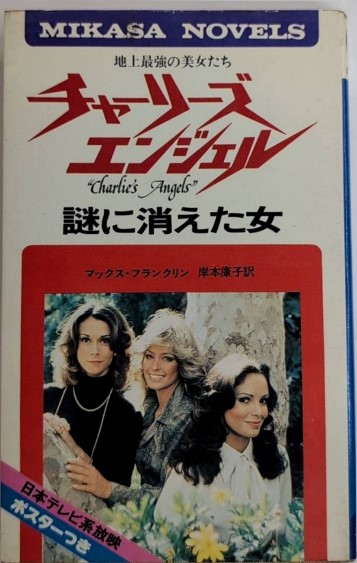 MIKASA NOVELS
地上最強の美女たち
チャーリーズ
エンジェル
"Charlie's Angels"
謎に消えた女
マックス・フランクリン 岸本康子訳
日本テレビ系放映
ポスターつき